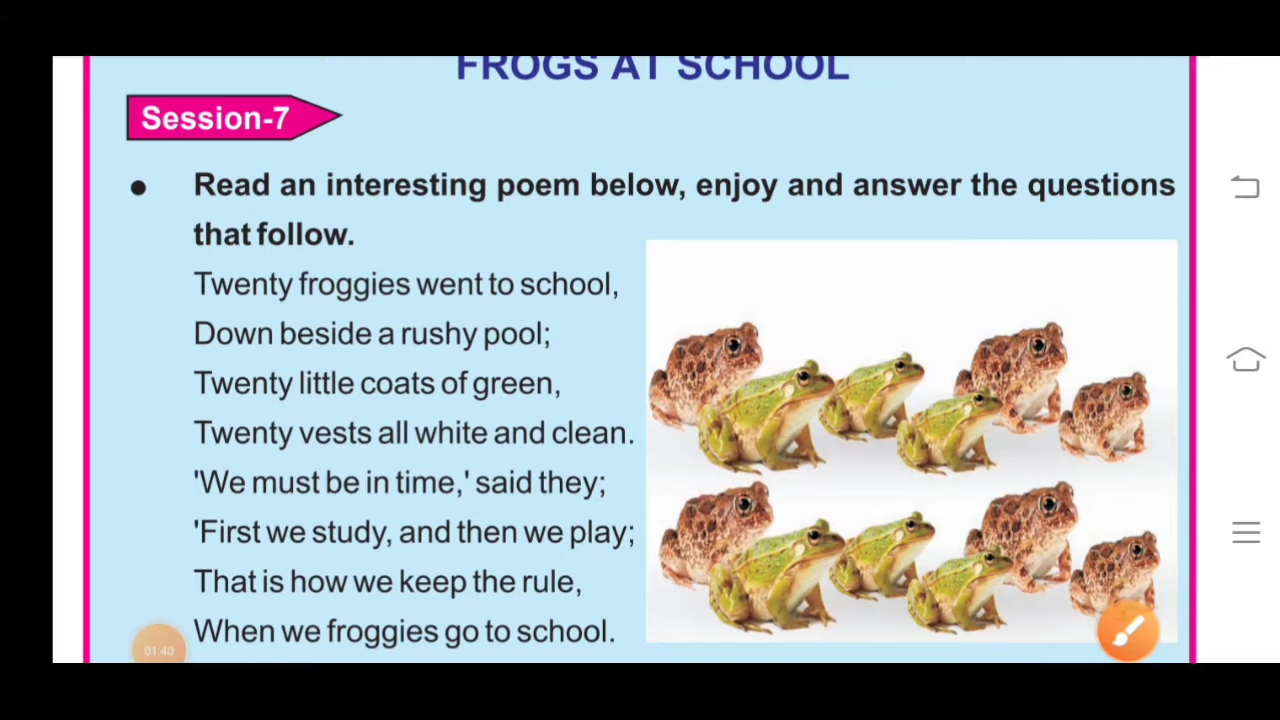 FROGS AT SCHOOL
Session-7
● Read an interesting poem below, enjoy and answer the questions
that follow.
Twenty froggies went to school,
Down beside a rushy pool;
Twenty little coats of green,
Twenty vests all white and clean.
'We must be in time,' said they;
'First we study, and then we play;
That is how we keep the rule,
When we froggies go to school.
01:40